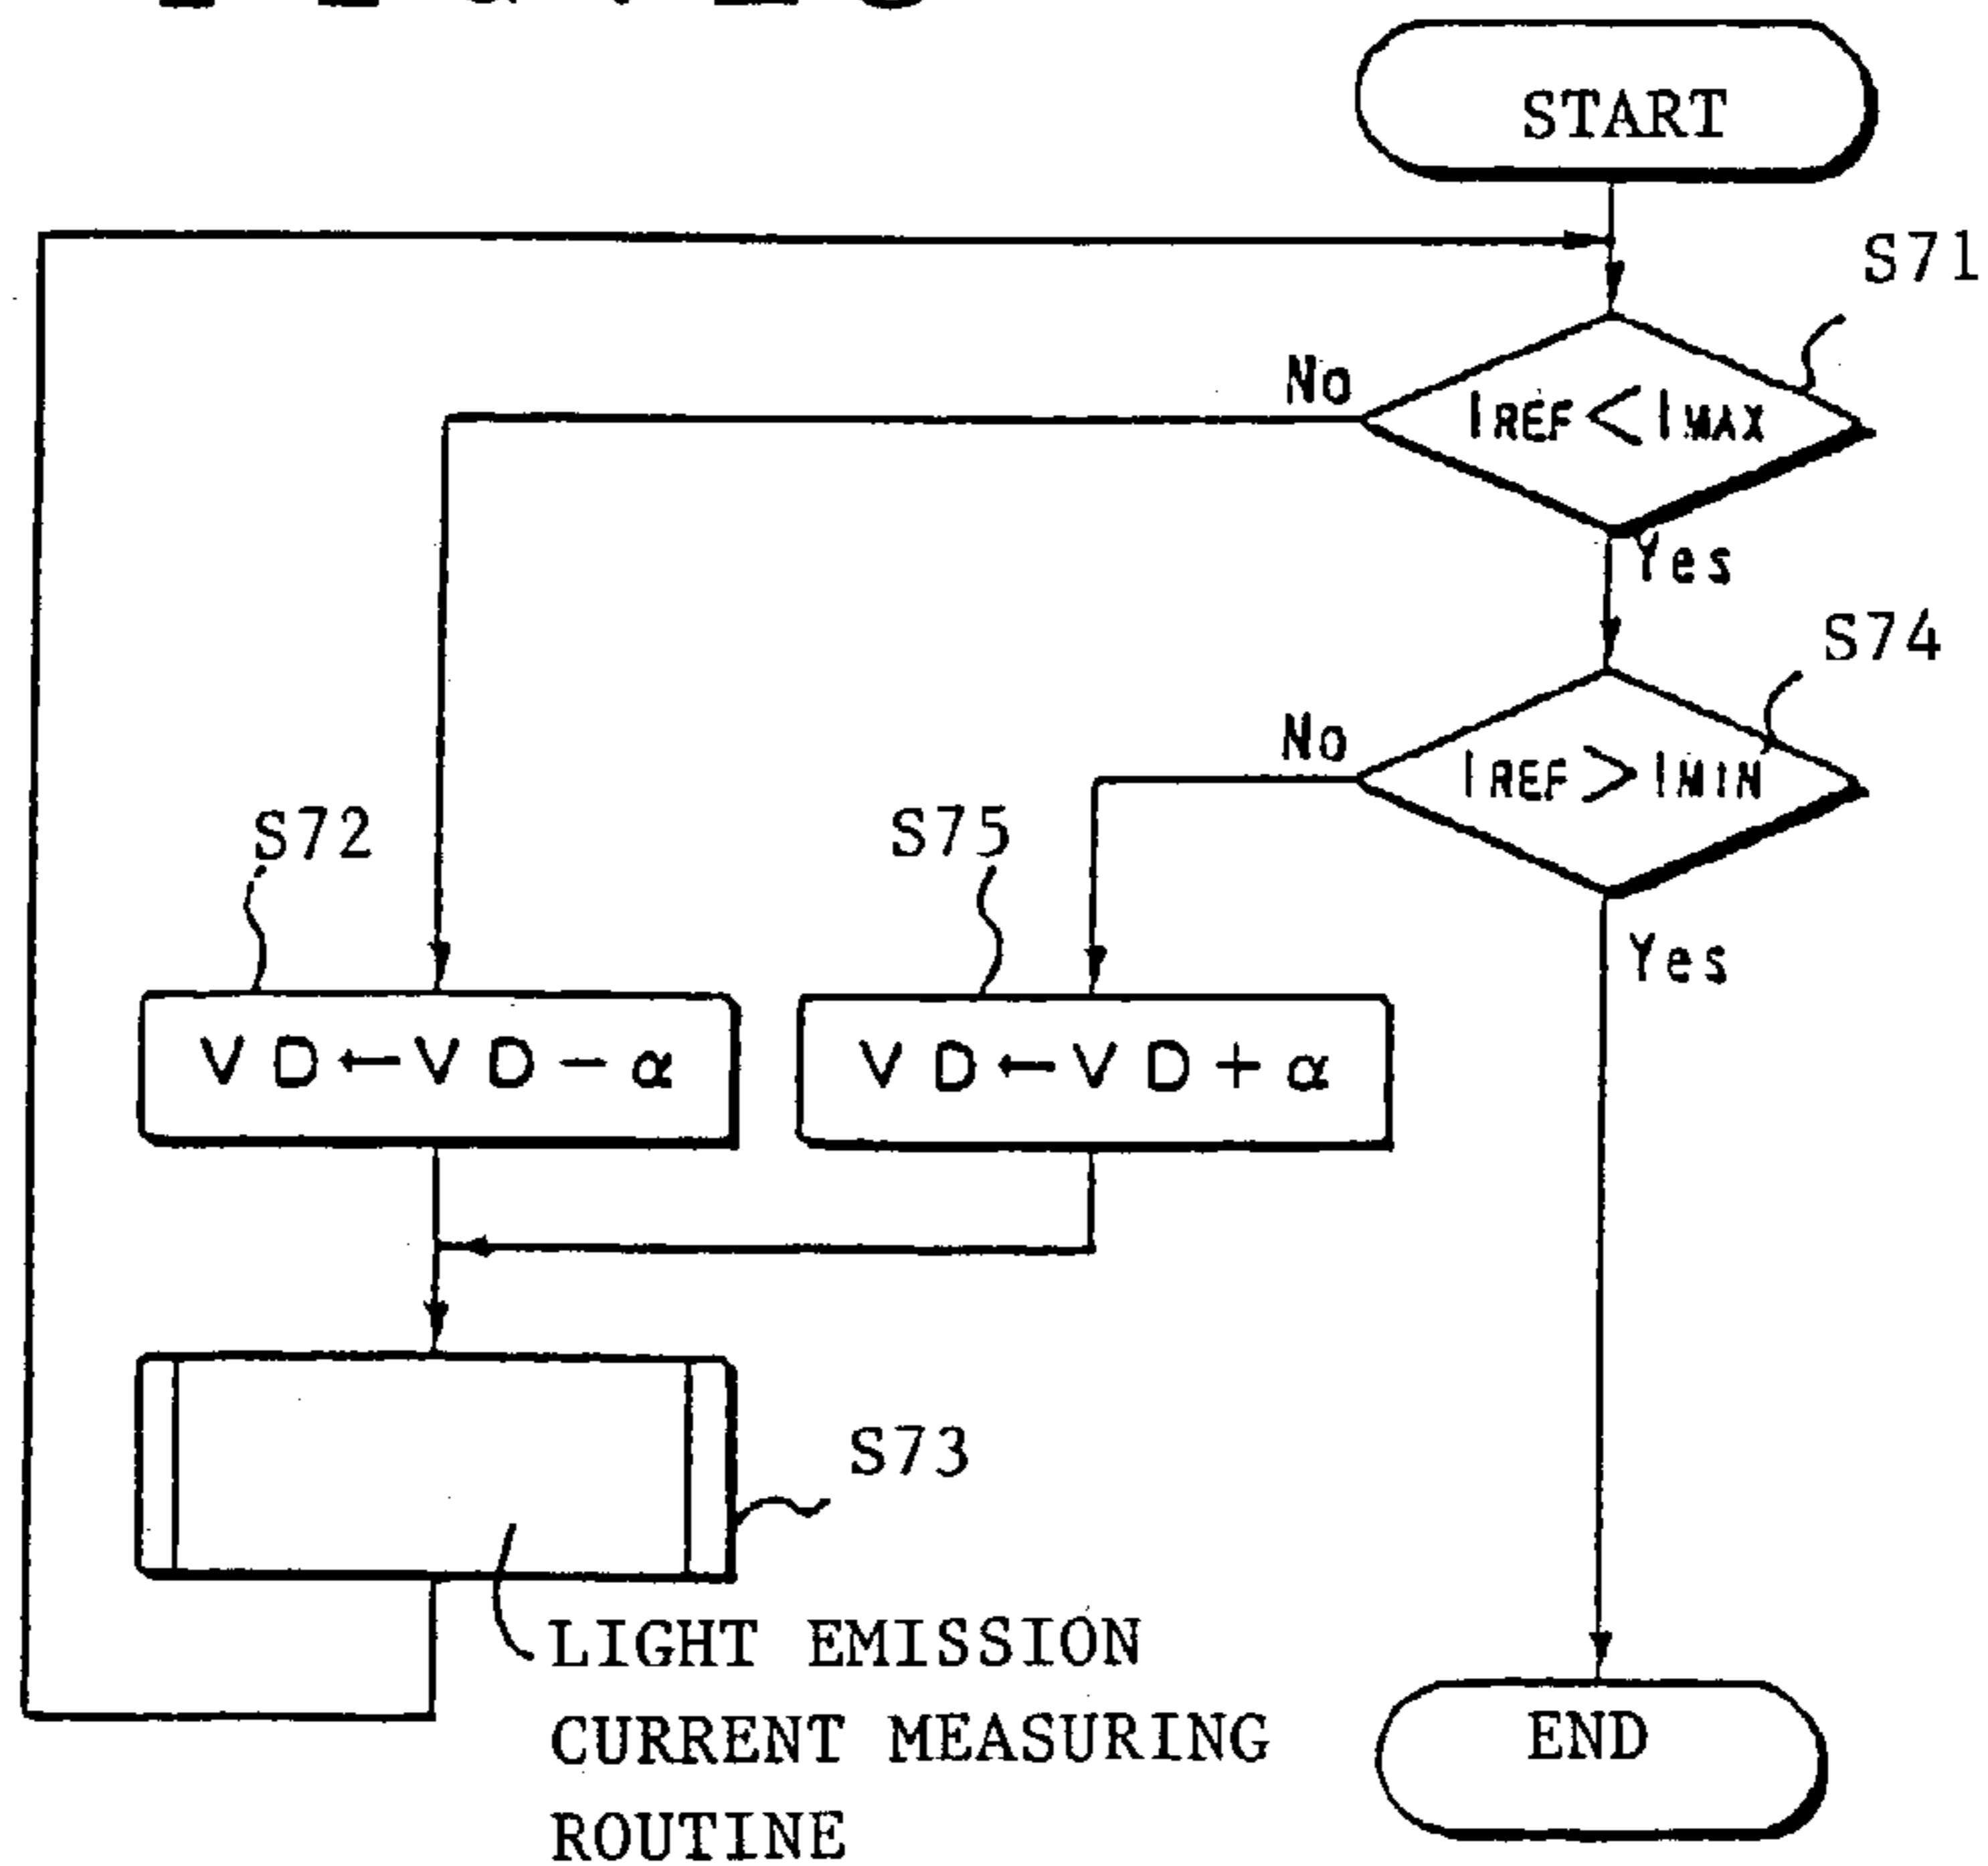 START
S71
No
IREF<IMAX
Yes
S74
No
IREF>IMIN
S72
S75
Yes
VD←VD-α
VD←VD+α
S73
LIGHT EMISSION
CURRENT MEASURING
ROUTINE
END